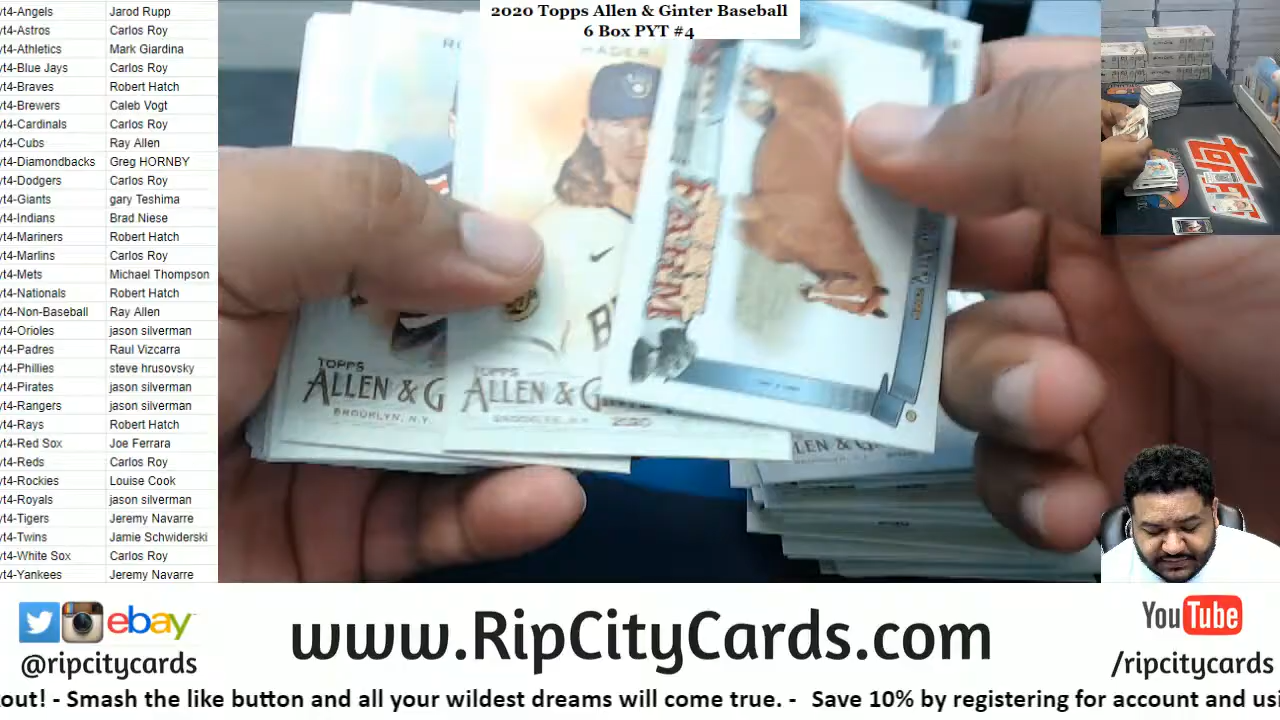 2020 Topps Allen & Ginter Baseball
6 Box PYT #4
yt4-Angels Jarod Rupp
yt4-Astros Carlos Roy
yt4-Athletics Mark Giardina
yt4-Blue Jays Carlos Roy
yt4-Braves Robert Hatch
yt4-Brewers Caleb Vogt
yt4-Cardinals Carlos Roy
yt4-Cubs Ray Allen
yt4-Diamondbacks Greg HORNBY
yt4-Dodgers Carlos Roy
yt4-Giants gary Teshima
yt4-Indians Brad Niese
yt4-Mariners Robert Hatch
yt4-Marlins Carlos Roy
yt4-Mets Michael Thompson
yt4-Nationals Robert Hatch
yt4-Non-Baseball Ray Allen
yt4-Orioles jason silverman
yt4-Padres Raul Vizcarra
yt4-Phillies steve hrusovsky
yt4-Pirates jason silverman
yt4-Rangers jason silverman
yt4-Rays Robert Hatch
yt4-Red Sox Joe Ferrara
yt4-Reds Carlos Roy
yt4-Rockies Louise Cook
yt4-Royals jason silverman
yt4-Tigers Jeremy Navarre
yt4-Twins Jamie Schwiderski
yt4-White Sox Carlos Roy
yt4-Yankees Jeremy Navarre
HADER
TOPPS
ALLEN & G
BROOKLYN, N.Y.
TOPPS
ALLEN & G
2020
LEN &
ebay
@ripcitycards
www.RipCityCards.com
YouTube
/ripcitycards
out! - Smash the like button and all your wildest dreams will come true. - Save 10% by registering for account and usi